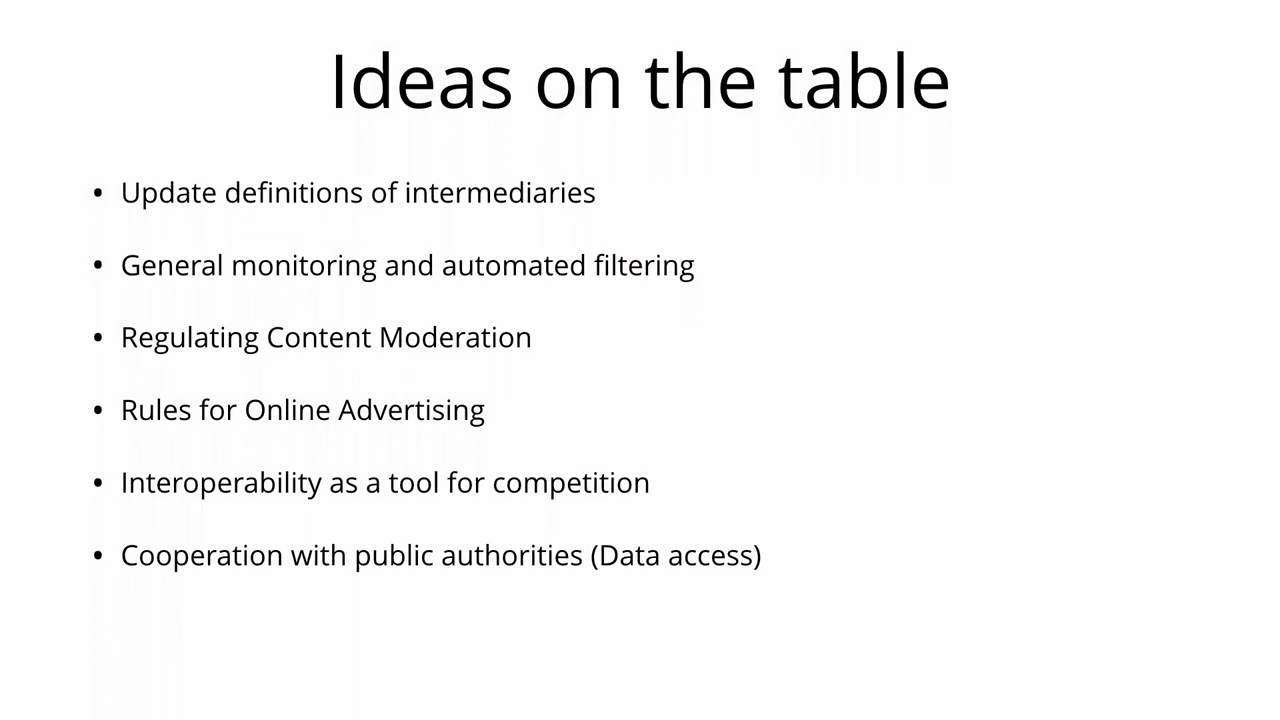 Ideas on the table
• Update definitions of intermediaries
• General monitoring and automated filtering
• Regulating Content Moderation
• Rules for Online Advertising
• Interoperability as a tool for competition
• Cooperation with public authorities (Data access)